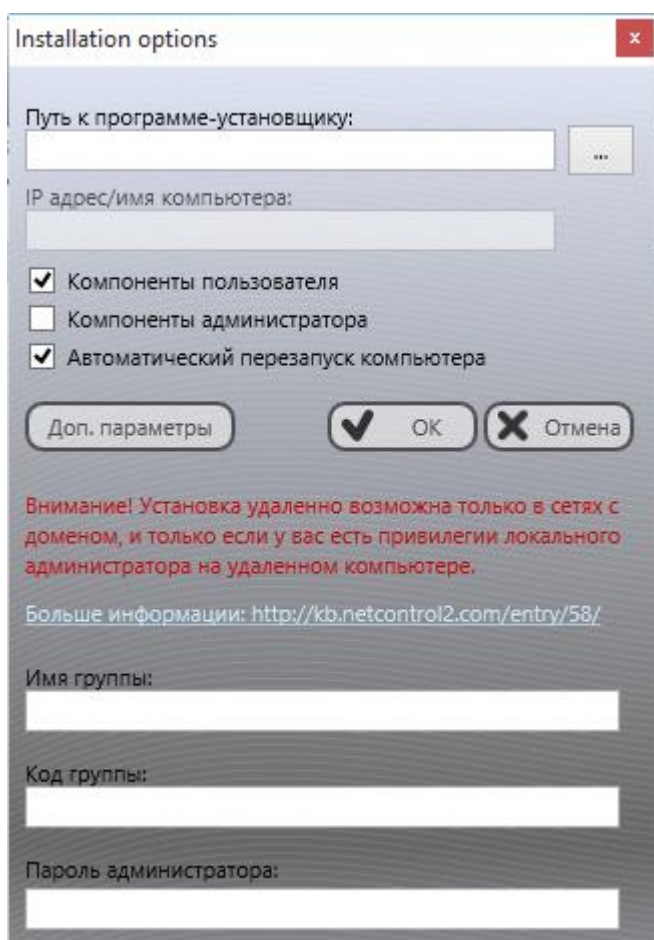 Installation options
x
Путь к программе-установщику:
...
IP адрес/имя компьютера:
Компоненты пользователя
Компоненты администратора
Автоматический перезапуск компьютера
Доп. параметры ОК Отмена
Внимание! Установка удаленно возможна только в сетях с
доменом, и только если у вас есть привилегии локального
администратора на удаленном компьютере.
Больше информации: http://kb.netcontrol2.com/entry/58/
Имя группы:
Код группы:
Пароль администратора: